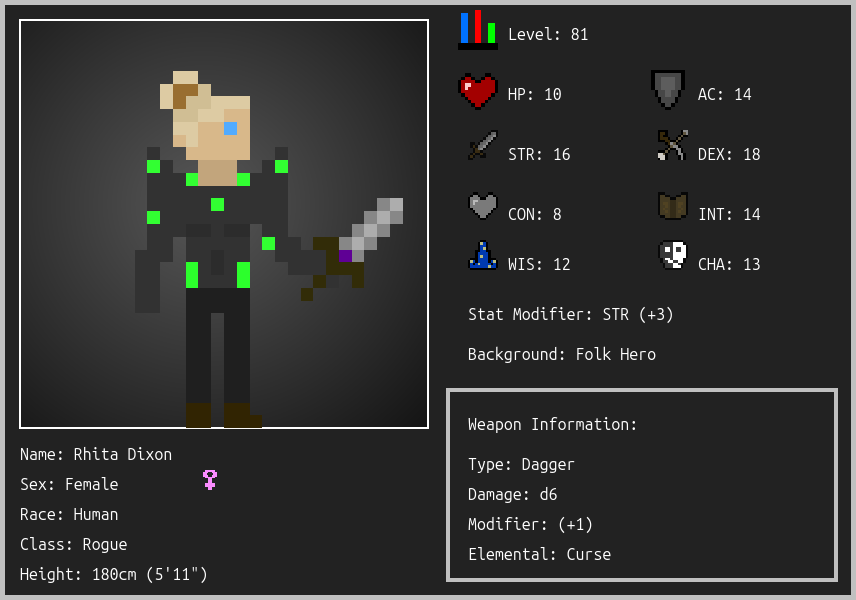 Level: 81
HP: 10
AC: 14
STR: 16
DEX: 18
CON: 8
INT: 14
WIS: 12
CHA: 13
Stat Modifier: STR (+3)
Background: Folk Hero
Weapon Information:
Type: Dagger
Damage: d6
Modifier: (+1)
Elemental: Curse
Name: Rhita Dixon
Sex: Female
Race: Human
Class: Rogue
Height: 180cm (5'11")